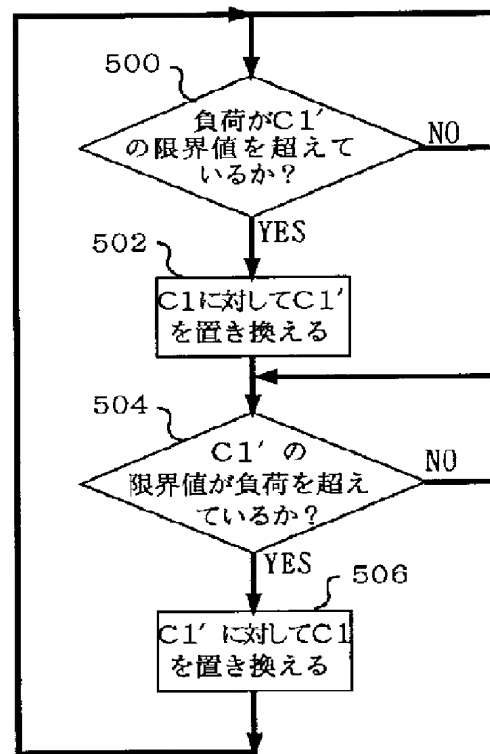 500
負荷がC1'
の限界値を超えて
いるか？
NO
YES
502
C1に対してC1'
を置き換える
504
C1' の
限界値が負荷を超え
ているか？
NO
YES
506
C1' に対してC1
を置き換える